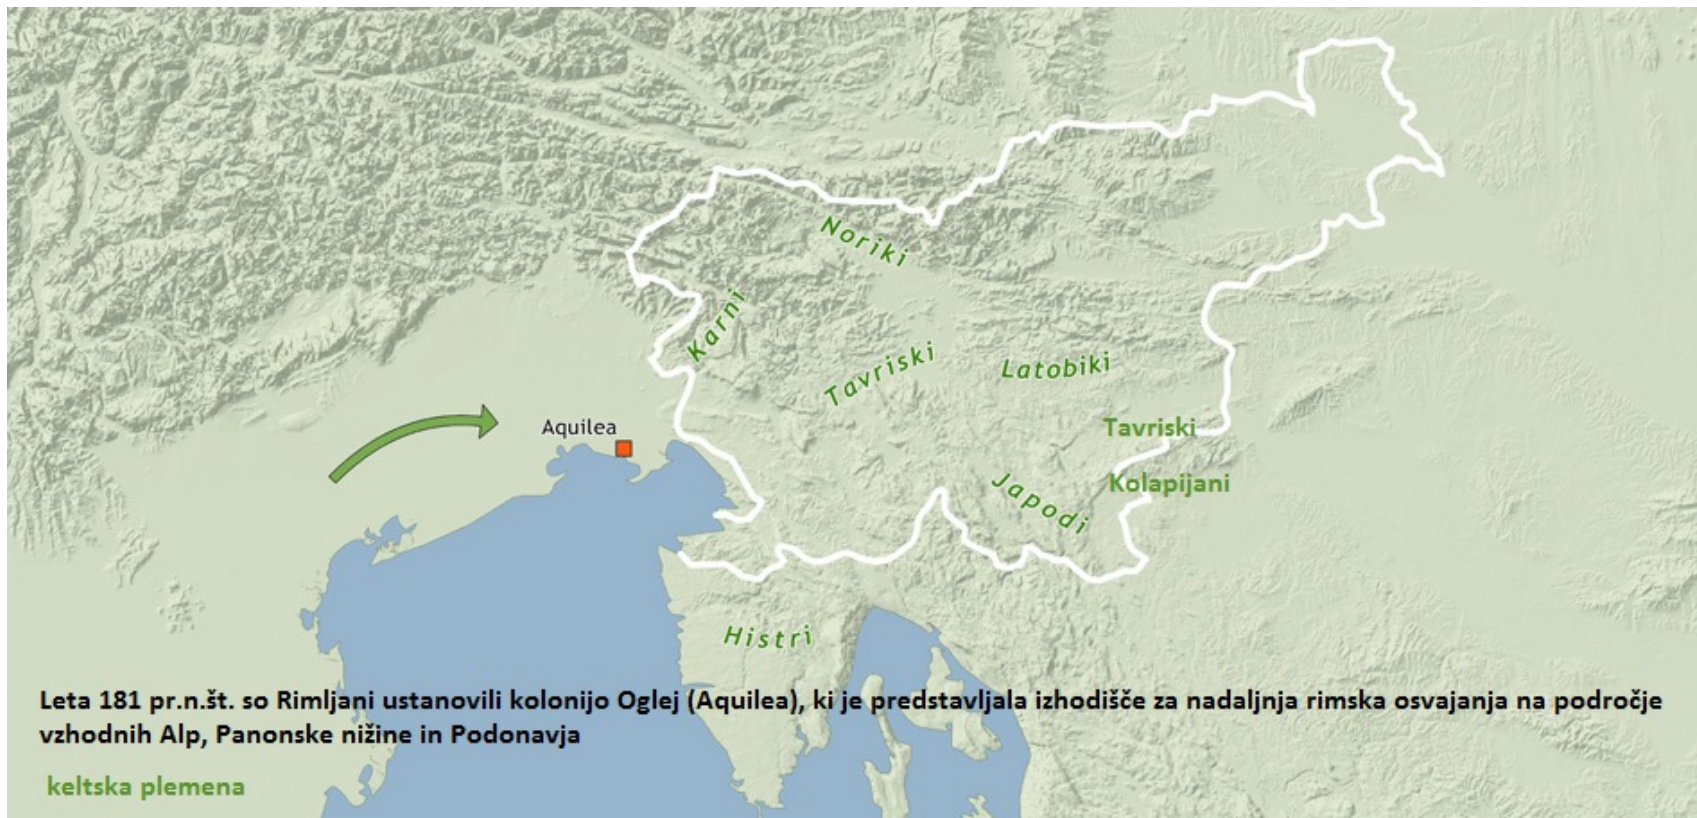 Noriki
Karni
Tavriski
Latobiki
Aquilea
Tavriski
Japodi
Kolapijani
Histri
Leta 181 pr.n.št. so Rimljani ustanovili kolonijo Oglej (Aquilea), ki je predstavljala izhodišče za nadaljnja rimska osvajanja na področje
vzhodnih Alp, Panonske nižine in Podonavja
keltska plemena